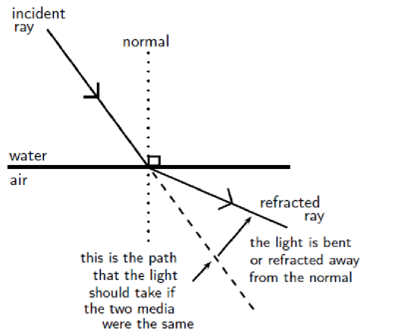 incident
ray
normal
water
air
refracted
ray
this is the path
that the light
should take if
the two media
were the same
the light is bent
or refracted away
from the normal